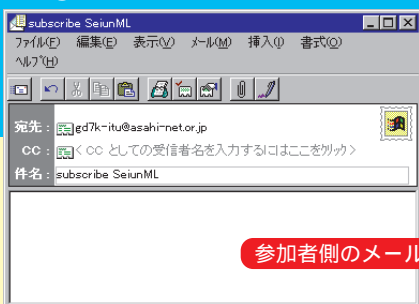 subscribe SeiunML
ファイル(F) 編集(E) 表示(V) メール(M) 挿入(I) 書式(O)
ヘルプ(H)
宛先: gd7k-itu@asahi-net.or.jp
CC: < CC としての受信者名を入力するにはここをクリック >
件名: subscribe SeiunML
参加者側のメール